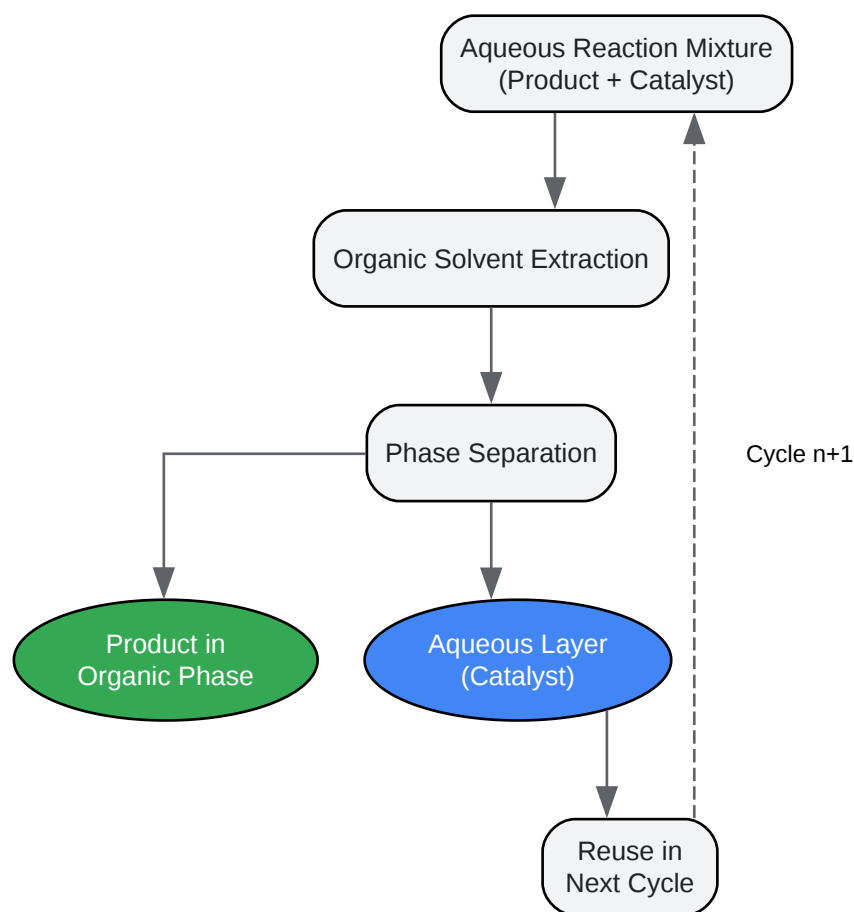 Aqueous Reaction Mixture
(Product + Catalyst)
Organic Solvent Extraction
Phase Separation
Cycle n+1
Product in
Organic Phase
Aqueous Layer
(Catalyst)
Reuse in
Next Cycle